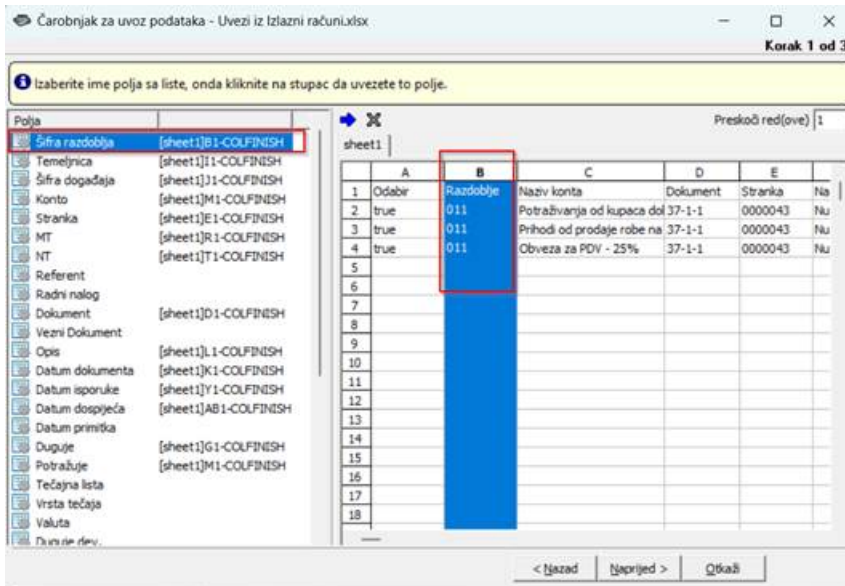 Čarobnjak za uvoz podataka - Uvezi iz Izlazni računi.xlsx
Korak 1 od 3
Izaberite ime polja sa liste, onda kliknite na stupac da uvezete to polje.
Polja
Šifra razdoblja [sheet1]B1-COLFINISH
Temeljnica [sheet1]I1-COLFINISH
Šifra događaja [sheet1]J1-COLFINISH
Konto [sheet1]M1-COLFINISH
Stranka [sheet1]E1-COLFINISH
MT [sheet1]R1-COLFINISH
NT [sheet1]T1-COLFINISH
Referent
Radni nalog
Dokument [sheet1]D1-COLFINISH
Vezni Dokument
Opis [sheet1]L1-COLFINISH
Datum dokumenta [sheet1]K1-COLFINISH
Datum isporuke [sheet1]Y1-COLFINISH
Datum dospijeća [sheet1]AB1-COLFINISH
Datum primitka
Duguje [sheet1]G1-COLFINISH
Potražuje [sheet1]M1-COLFINISH
Tečajna lista
Vrsta tečaja
Valuta
Duguje dev.
Preskoči red(ove) 1
sheet1
A B C D E
1 Odabir Razdoblje Naziv konta Dokument Stranka Na
2 true 011 Potraživanja od kupaca dol 37-1-1 0000043 Nu
3 true 011 Prihodi od prodaje robe na 37-1-1 0000043 Nu
4 true 011 Obveza za PDV - 25% 37-1-1 0000043 Nu
5
6
7
8
9
10
11
12
13
14
15
16
17
18
< Nazad Naprijed > Otkaži